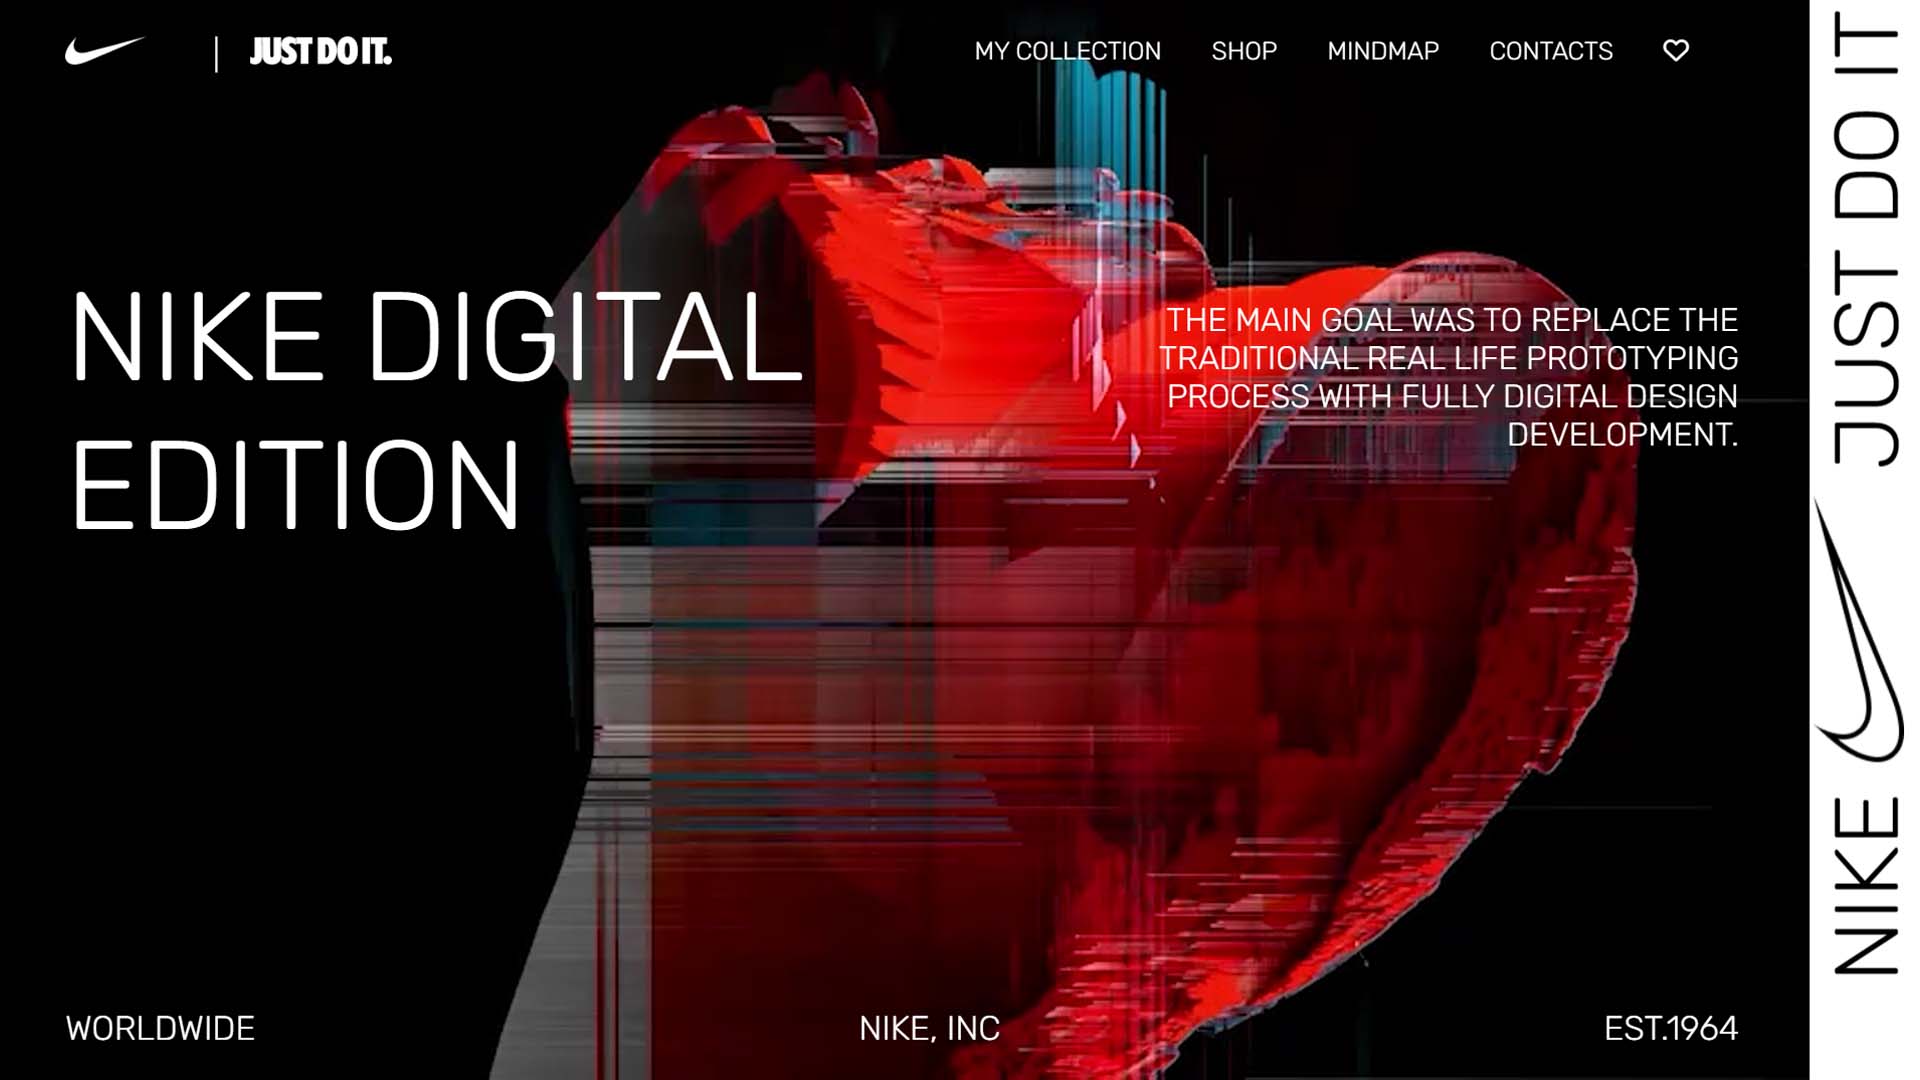 JUST DO IT.
MY COLLECTION
SHOP
MINDMAP
CONTACTS
NIKE DIGITAL
EDITION
THE MAIN GOAL WAS TO REPLACE THE
TRADITIONAL REAL LIFE PROTOTYPING
PROCESS WITH FULLY DIGITAL DESIGN
DEVELOPMENT.
WORLDWIDE
NIKE, INC
EST.1964
NIKE JUST DO IT